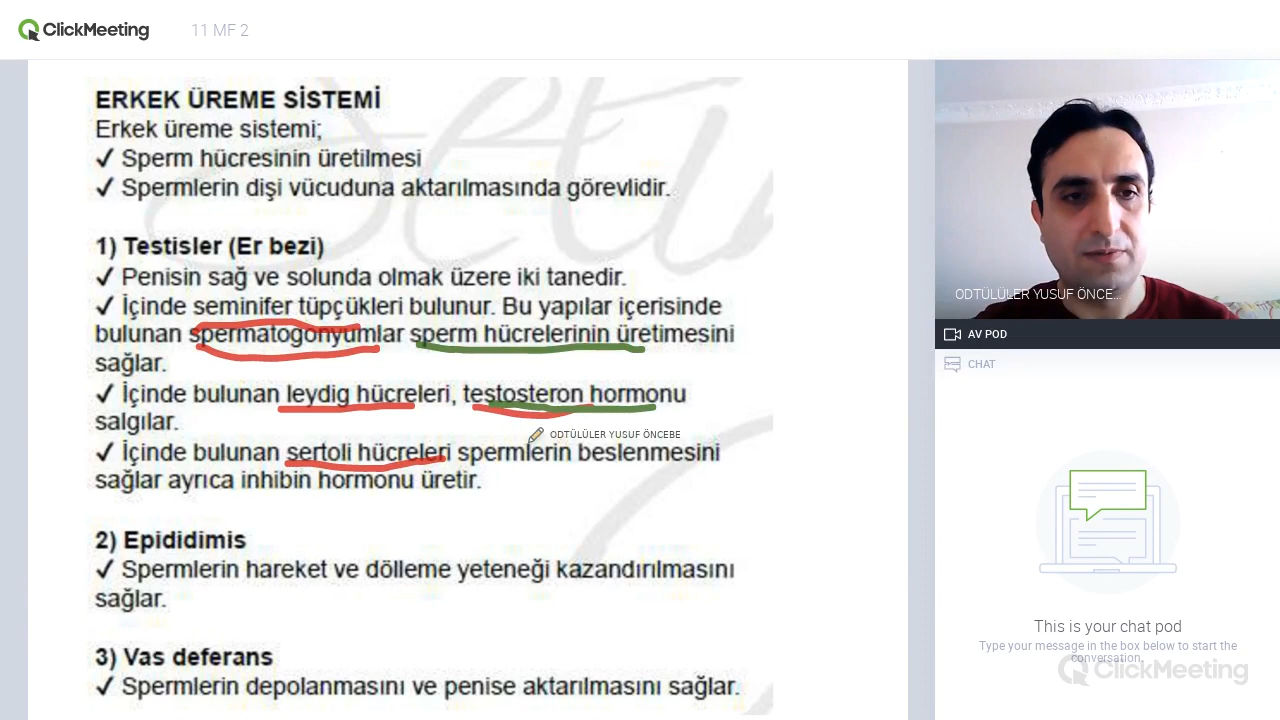 ClickMeeting
11 MF 2
ERKEK ÜREME SİSTEMİ
Erkek üreme sistemi;
✓ Sperm hücresinin üretilmesi
✓ Spermlerin dişi vücuduna aktarılmasında görevlidir.
1) Testisler (Er bezi)
✓ Penisin sağ ve solunda olmak üzere iki tanedir.
✓ İçinde seminifer tüpçükleri bulunur. Bu yapılar içerisinde
bulunan spermatogonyumlar sperm hücrelerinin üretimesini
sağlar.
✓ İçinde bulunan leydig hücreleri, testosteron hormonu
salgılar.
ODTÜLÜLER YUSUF ÖNCEBE
✓ İçinde bulunan sertoli hücreleri spermlerin beslenmesini
sağlar ayrıca inhibin hormonu üretir.
2) Epididimis
✓ Spermlerin hareket ve dölleme yeteneği kazandırılmasını
sağlar.
3) Vas deferans
✓ Spermlerin depolanmasını ve penise aktarılmasını sağlar.
ODTÜLÜLER YUSUF ÖNCE...
AV POD
CHAT
This is your chat pod
Type your message in the box below to start the
conversation.
ClickMeeting